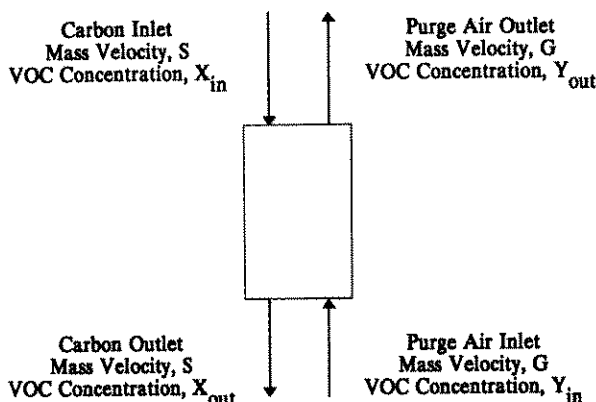 Carbon Inlet
Mass Velocity, S
VOC Concentration, X_in
Purge Air Outlet
Mass Velocity, G
VOC Concentration, Y_out
Carbon Outlet
Mass Velocity, S
VOC Concentration, X_out
Purge Air Inlet
Mass Velocity, G
VOC Concentration, Y_in